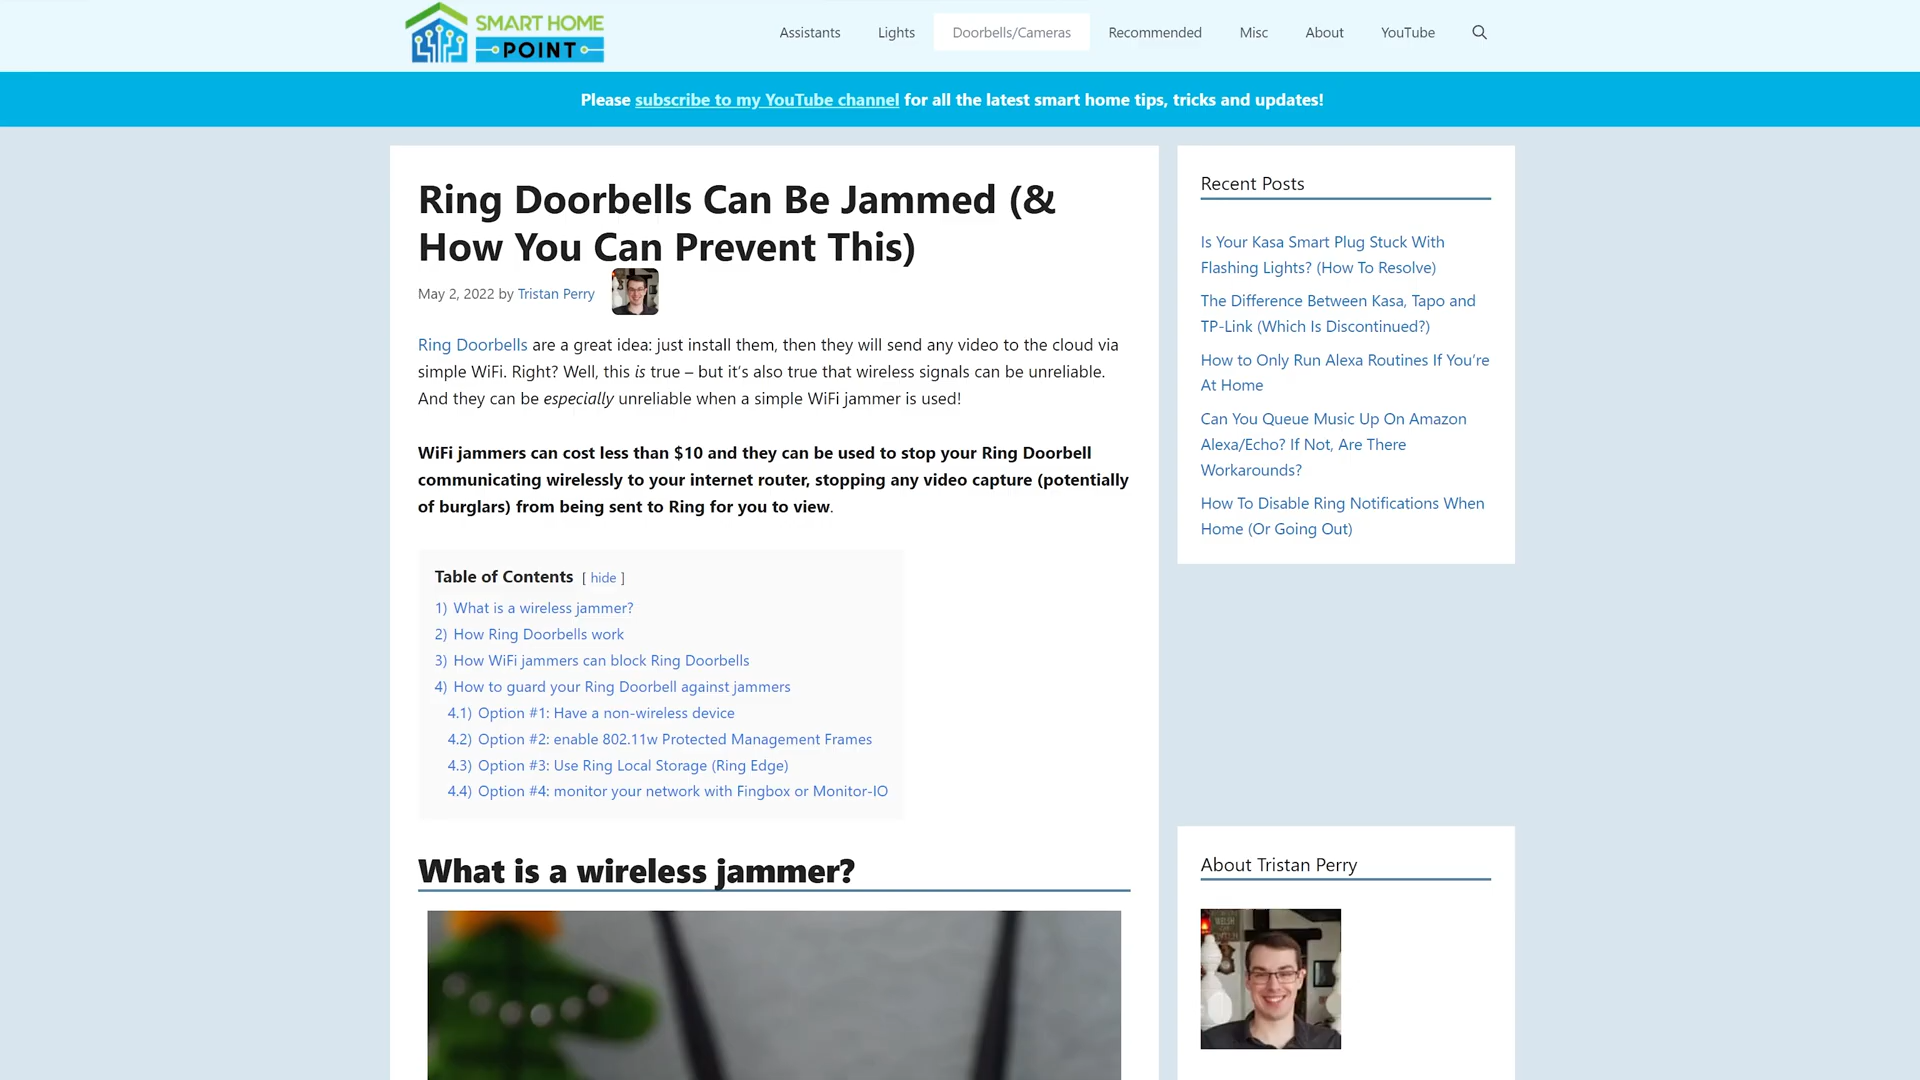 SMART HOME
POINT
Assistants
Lights
Doorbells/Cameras
Recommended
Misc
About
YouTube
Please subscribe to my YouTube channel for all the latest smart home tips, tricks and updates!
Ring Doorbells Can Be Jammed (&
How You Can Prevent This)
May 2, 2022 by Tristan Perry
Ring Doorbells are a great idea: just install them, then they will send any video to the cloud via
simple WiFi. Right? Well, this is true – but it’s also true that wireless signals can be unreliable.
And they can be especially unreliable when a simple WiFi jammer is used!
WiFi jammers can cost less than $10 and they can be used to stop your Ring Doorbell
communicating wirelessly to your internet router, stopping any video capture (potentially
of burglars) from being sent to Ring for you to view.
Table of Contents [ hide ]
1) What is a wireless jammer?
2) How Ring Doorbells work
3) How WiFi jammers can block Ring Doorbells
4) How to guard your Ring Doorbell against jammers
4.1) Option #1: Have a non-wireless device
4.2) Option #2: enable 802.11w Protected Management Frames
4.3) Option #3: Use Ring Local Storage (Ring Edge)
4.4) Option #4: monitor your network with Fingbox or Monitor-IO
What is a wireless jammer?
Recent Posts
Is Your Kasa Smart Plug Stuck With
Flashing Lights? (How To Resolve)
The Difference Between Kasa, Tapo and
TP-Link (Which Is Discontinued?)
How to Only Run Alexa Routines If You’re
At Home
Can You Queue Music Up On Amazon
Alexa/Echo? If Not, Are There
Workarounds?
How To Disable Ring Notifications When
Home (Or Going Out)
About Tristan Perry